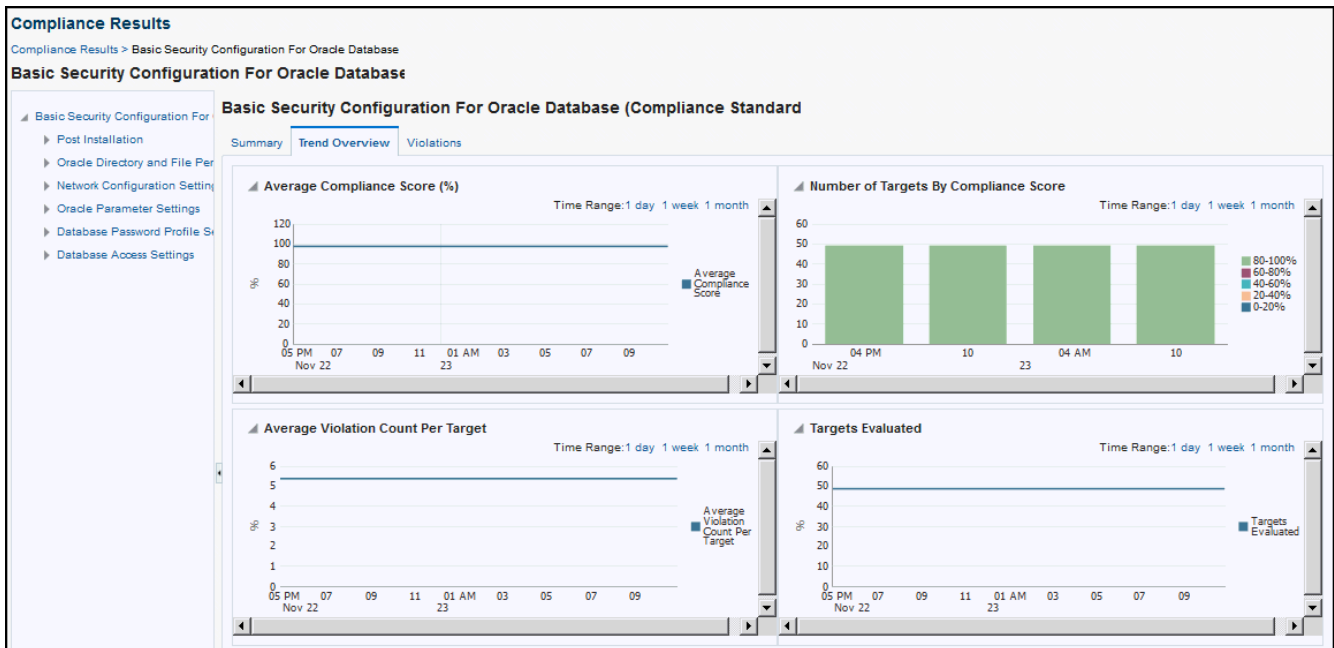 Compliance Results
Compliance Results > Basic Security Configuration For Oracle Database
Basic Security Configuration For Oracle Database
Basic Security Configuration For
Post Installation
Oracle Directory and File Per
Network Configuration Setting
Oracle Parameter Settings
Database Password Profile Se
Database Access Settings
Basic Security Configuration For Oracle Database (Compliance Standard
Summary Trend Overview Violations
Average Compliance Score (%)
Time Range:1 day 1 week 1 month
120
100
80
60
40
20
0
%
05 PM 07 09 11 01 AM 03 05 07 09
Nov 22 23
Average
Compliance
Score
Number of Targets By Compliance Score
Time Range:1 day 1 week 1 month
60
50
40
30
20
10
0
04 PM 10 04 AM 10
Nov 22 23
80-100%
60-80%
40-60%
20-40%
0-20%
Average Violation Count Per Target
Time Range:1 day 1 week 1 month
6
5
4
3
2
1
0
%
05 PM 07 09 11 01 AM 03 05 07 09
Nov 22 23
Average
Violation
Count Per
Target
Targets Evaluated
Time Range:1 day 1 week 1 month
60
50
40
30
20
10
0
%
05 PM 07 09 11 01 AM 03 05 07 09
Nov 22 23
Targets
Evaluated